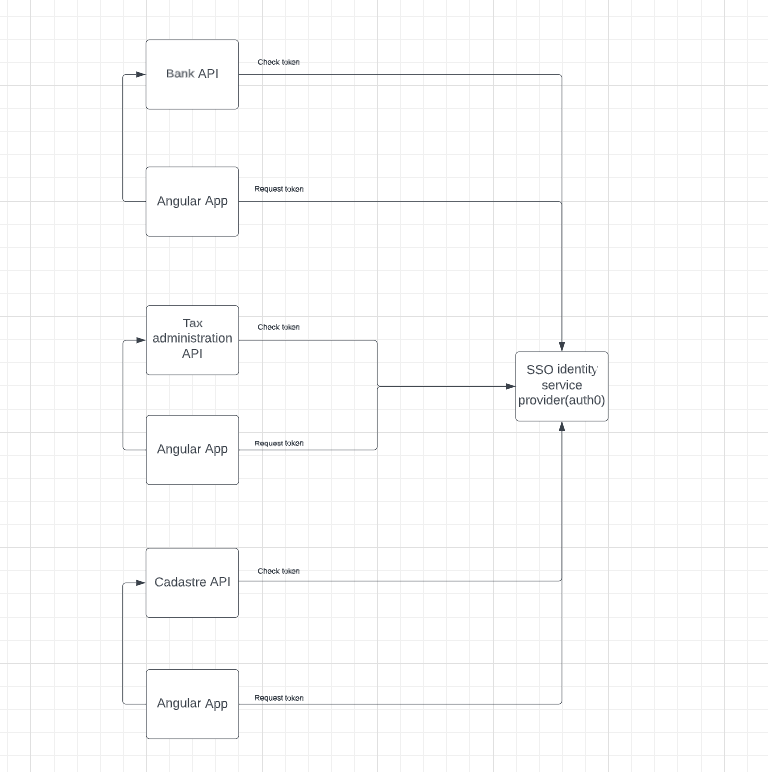 Check token
Bank API
Request token
Angular App
Check token
Tax
administration
API
SSO identity
service
provider(auth0)
Request token
Angular App
Check token
Cadastre API
Request token
Angular App